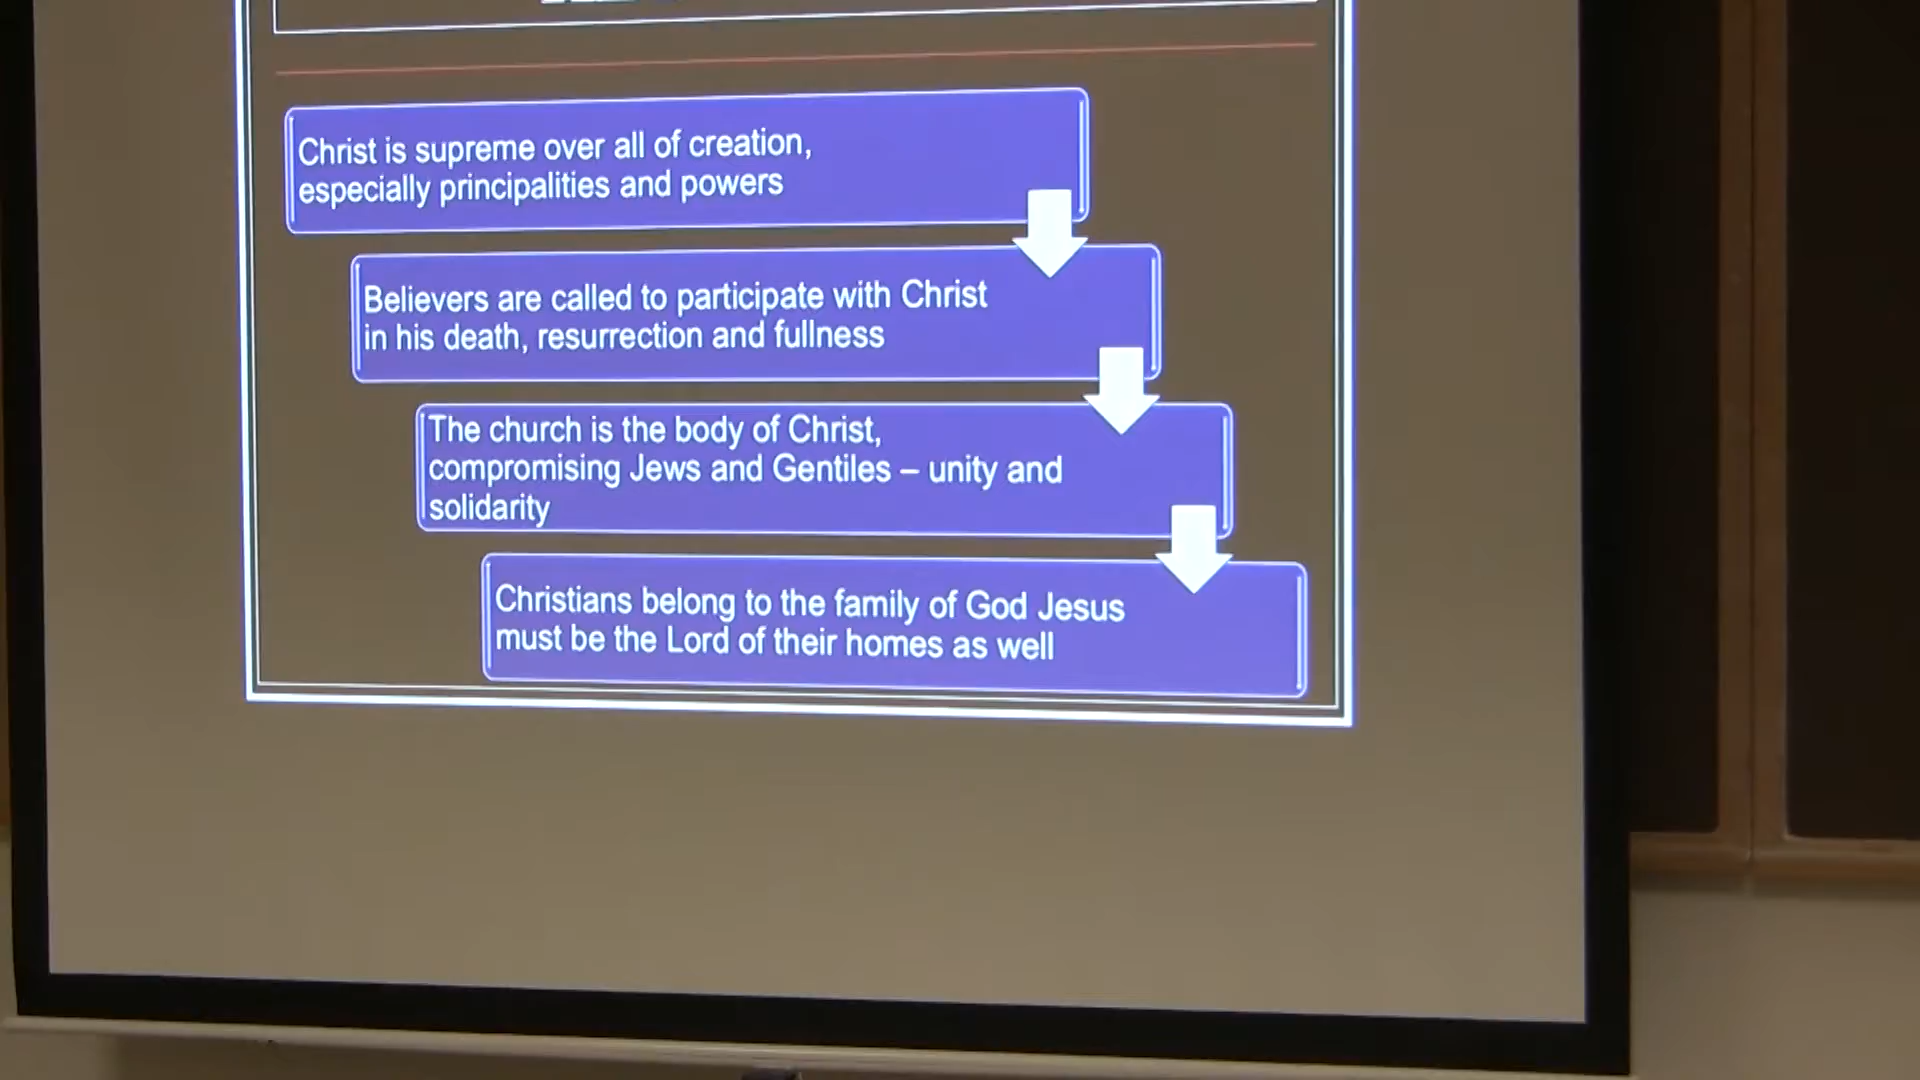 Christ is supreme over all of creation,
especially principalities and powers
Believers are called to participate with Christ
in his death, resurrection and fullness
The church is the body of Christ,
compromising Jews and Gentiles – unity and
solidarity
Christians belong to the family of God Jesus
must be the Lord of their homes as well